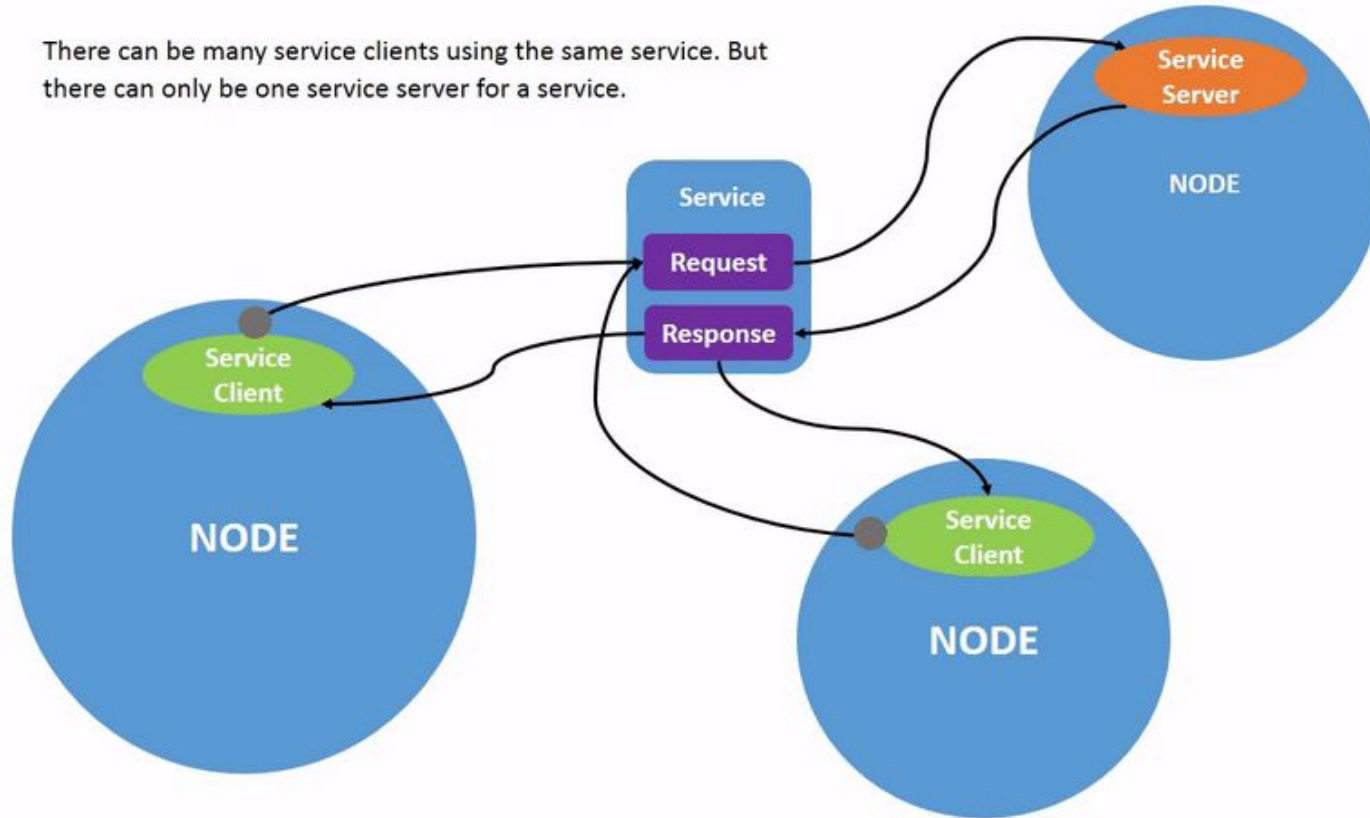 There can be many service clients using the same service. But
there can only be one service server for a service.
Service
Server
NODE
Service
Request
Response
Service
Client
NODE
Service
Client
NODE